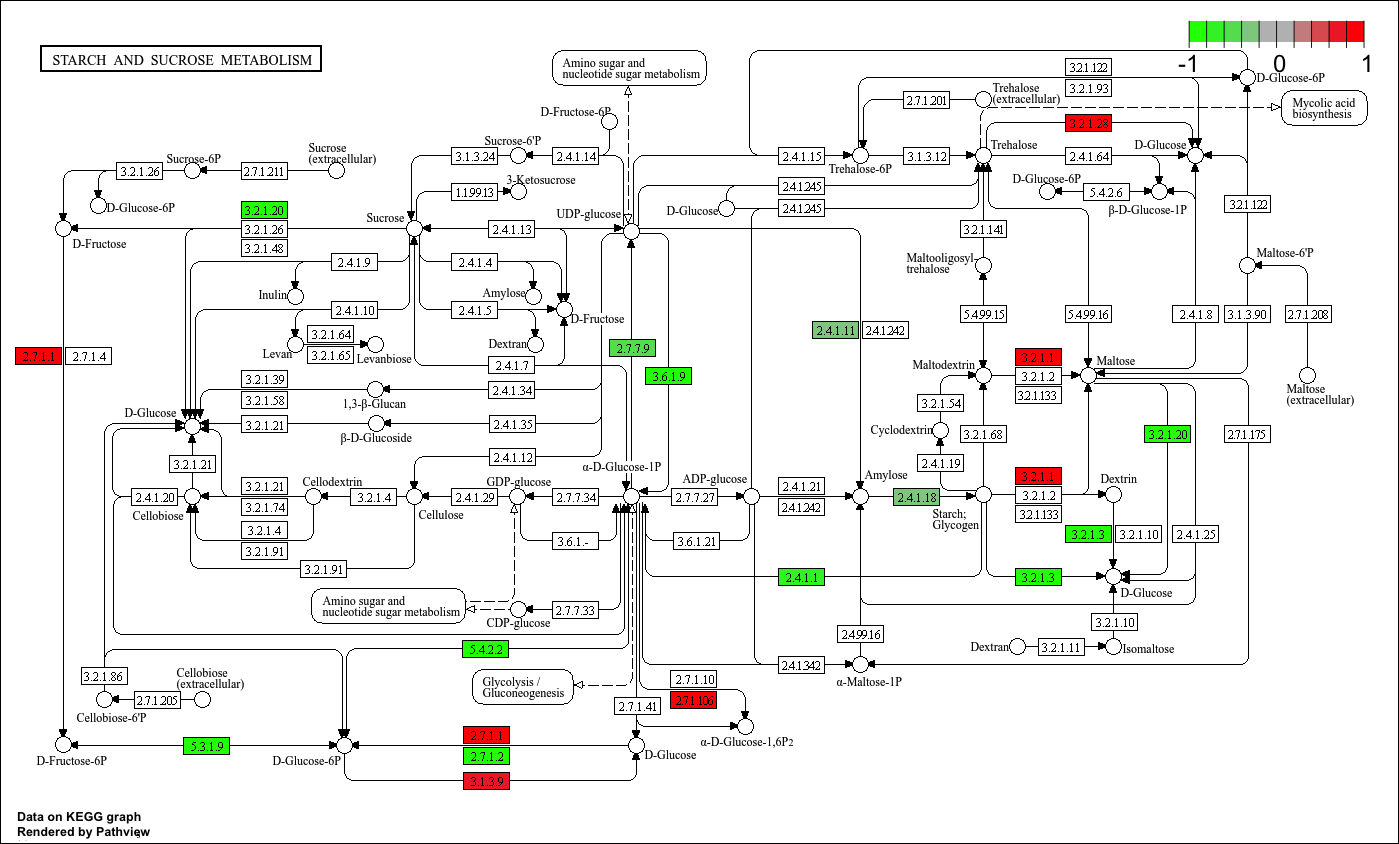 STARCH AND SUCROSE METABOLISM
-1 0 1
Amino sugar and
nucleotide sugar metabolism
3.2.1.122
D-Glucose-6P
3.2.1.93
Trehalose
(extracellular)
2.7.1.201
Mycolic acid
biosynthesis
D-Fructose-6P
3.2.1.28
Sucrose-6'P
3.1.3.24
2.4.1.14
2.4.1.15
3.1.3.12
Trehalose
2.4.1.64
D-Glucose
Trehalose-6P
Sucrose
(extracellular)
Sucrose-6P
3.2.1.26
2.7.1.211
3-Ketosucrose
1.1.99.13
2.4.1.245
D-Glucose-6P
5.4.2.6
β-D-Glucose-1P
3.2.1.122
D-Glucose-6P
3.2.1.20
D-Glucose
2.4.1.245
UDP-glucose
Sucrose
D-Fructose
3.2.1.26
3.2.1.48
2.4.1.13
3.2.1.141
2.4.1.9
2.4.1.4
Maltooligosyl-
trehalose
Maltose-6'P
Inulin
Amylose
2.4.1.10
2.4.1.5
D-Fructose
5.4.99.15
5.4.99.16
2.4.1.8
3.1.3.90
2.7.1.208
2.4.1.11
2.4.1.242
3.2.1.64
Levan
3.2.1.65
Levanbiose
Dextran
2.7.7.9
2.7.1.1
2.7.1.4
2.4.1.7
3.6.1.9
Maltodextrin
3.2.1.1
3.2.1.2
3.2.1.133
Maltose
Maltose
(extracellular)
3.2.1.39
3.2.1.58
1,3-β-Glucan
2.4.1.34
3.2.1.54
D-Glucose
3.2.1.21
β-D-Glucoside
2.4.1.35
Cyclodextrin
3.2.1.68
3.2.1.20
2.7.1.175
2.4.1.12
3.2.1.21
2.4.1.19
α-D-Glucose-1P
ADP-glucose
Amylose
3.2.1.1
3.2.1.2
3.2.1.133
Dextrin
GDP-glucose
Cellodextrin
3.2.1.21
3.2.1.74
2.4.1.20
Cellobiose
3.2.1.4
2.4.1.29
Cellulose
2.7.7.34
2.7.7.27
2.4.1.21
2.4.1.242
2.4.1.18
Starch;
Glycogen
3.2.1.4
3.2.1.91
3.6.1.-
3.6.1.21
3.2.1.3
3.2.1.10
2.4.1.25
3.2.1.91
2.4.1.1
3.2.1.3
D-Glucose
Amino sugar and
nucleotide sugar metabolism
2.7.7.33
CDP-glucose
3.2.1.10
2.4.99.16
5.4.2.2
Dextran
3.2.1.11
Isomaltose
2.4.1.342
α-Maltose-1P
3.2.1.86
Cellobiose
(extracellular)
2.7.1.205
Cellobiose-6'P
Glycolysis /
Gluconeogenesis
2.7.1.10
2.7.1.106
2.7.1.41
α-D-Glucose-1,6P2
5.3.1.9
2.7.1.1
2.7.1.2
3.1.3.9
D-Fructose-6P
D-Glucose-6P
D-Glucose
Data on KEGG graph
Rendered by Pathview